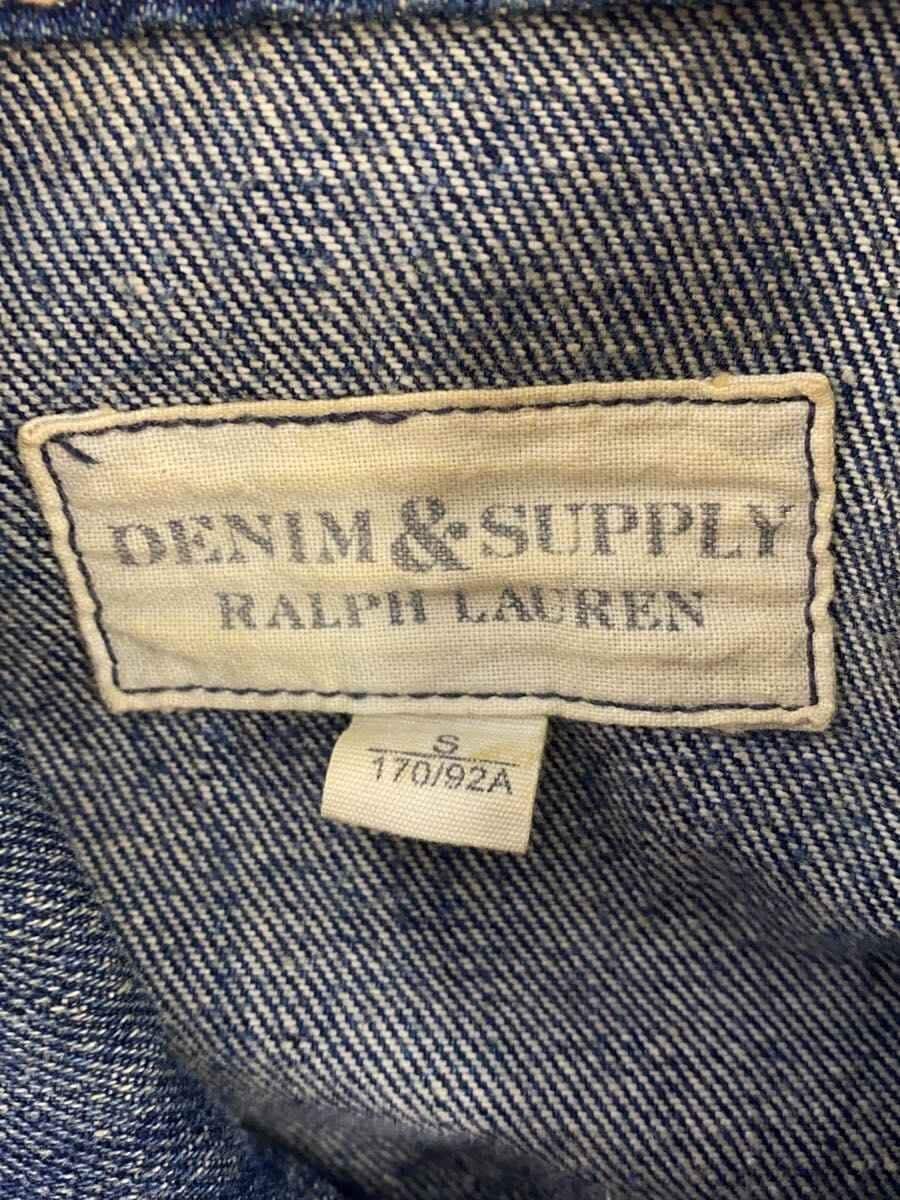 DENIM & SUPPLY
RALPH LAUREN
S
170/92A